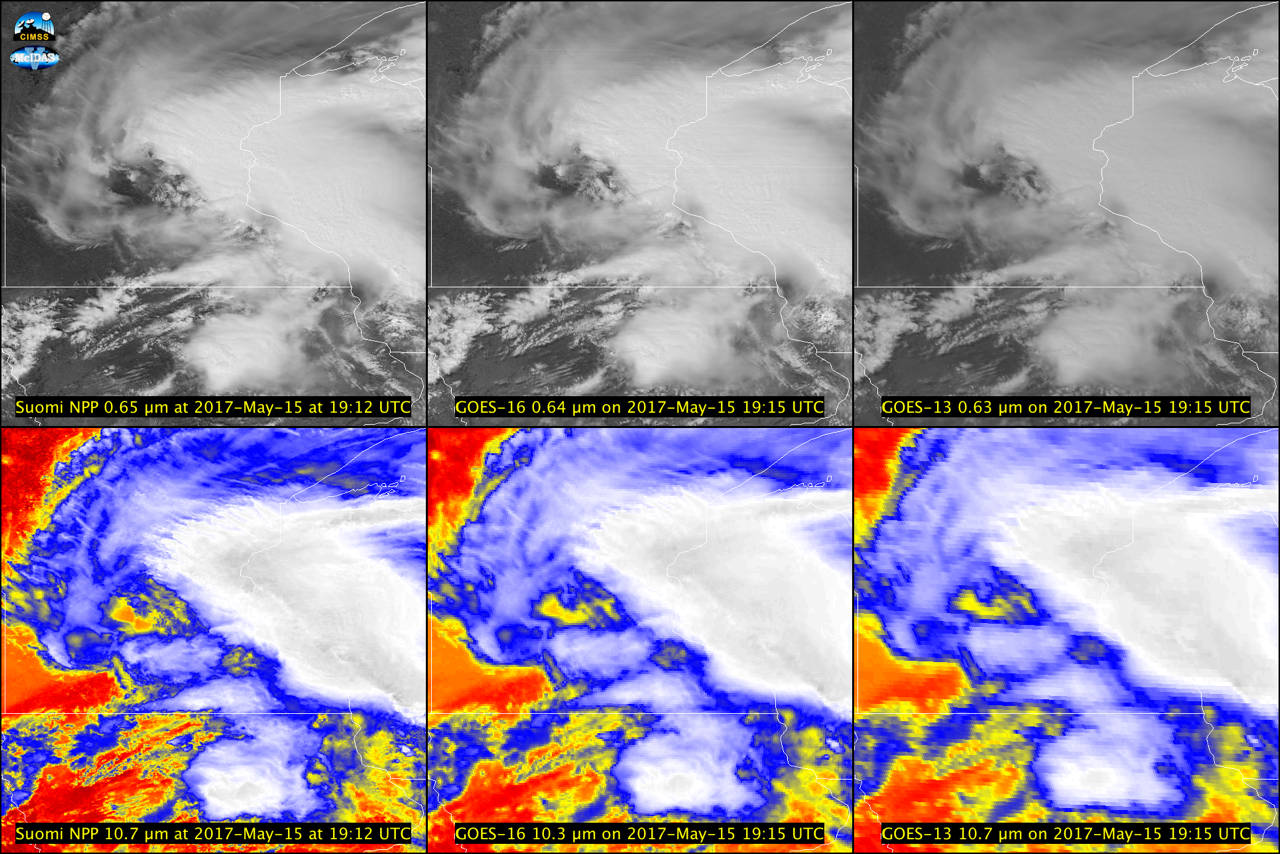 CIMSS
McIDAS
V
Suomi NPP 0.65 µm at 2017-May-15 at 19:12 UTC
GOES-16 0.64 µm on 2017-May-15 19:15 UTC
GOES-13 0.63 µm on 2017-May-15 19:15 UTC
Suomi NPP 10.7 µm at 2017-May-15 at 19:12 UTC
GOES-16 10.3 µm on 2017-May-15 19:15 UTC
GOES-13 10.7 µm on 2017-May-15 19:15 UTC